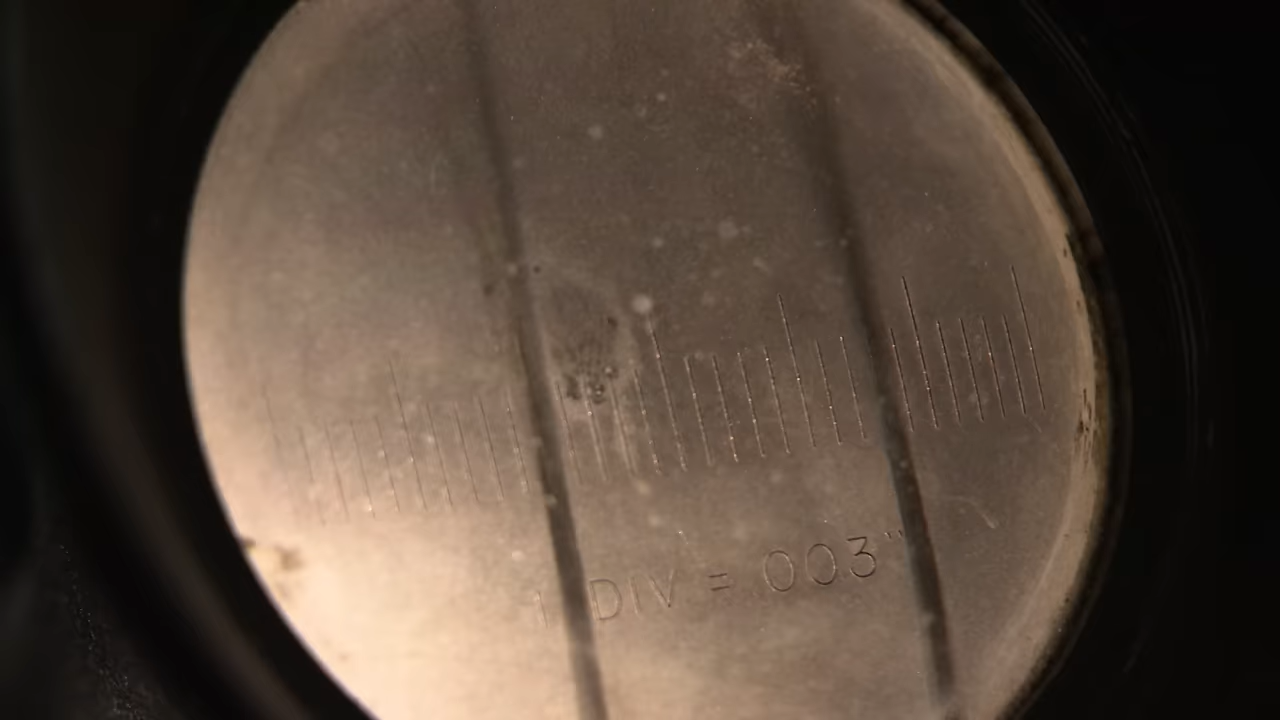 1 DIV = .003"